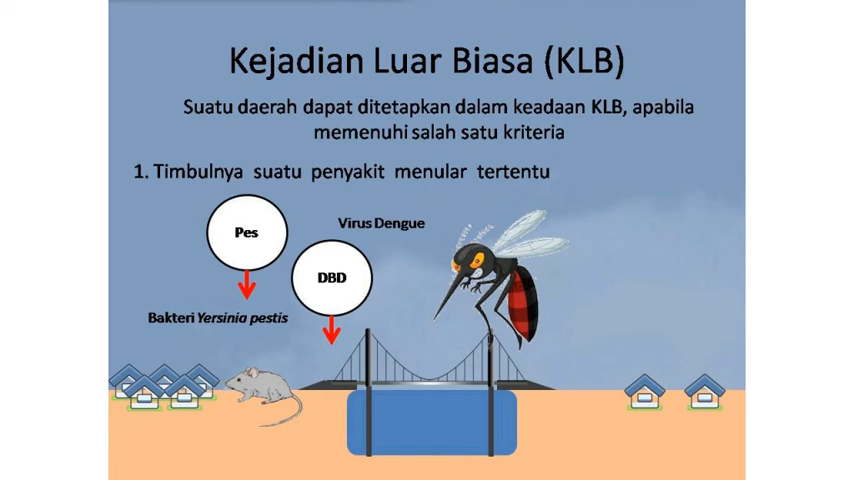 Kejadian Luar Biasa (KLB)
Suatu daerah dapat ditetapkan dalam keadaan KLB, apabila
memenuhi salah satu kriteria
1. Timbulnya suatu penyakit menular tertentu
Pes
Virus Dengue
DBD
Bakteri Yersinia pestis